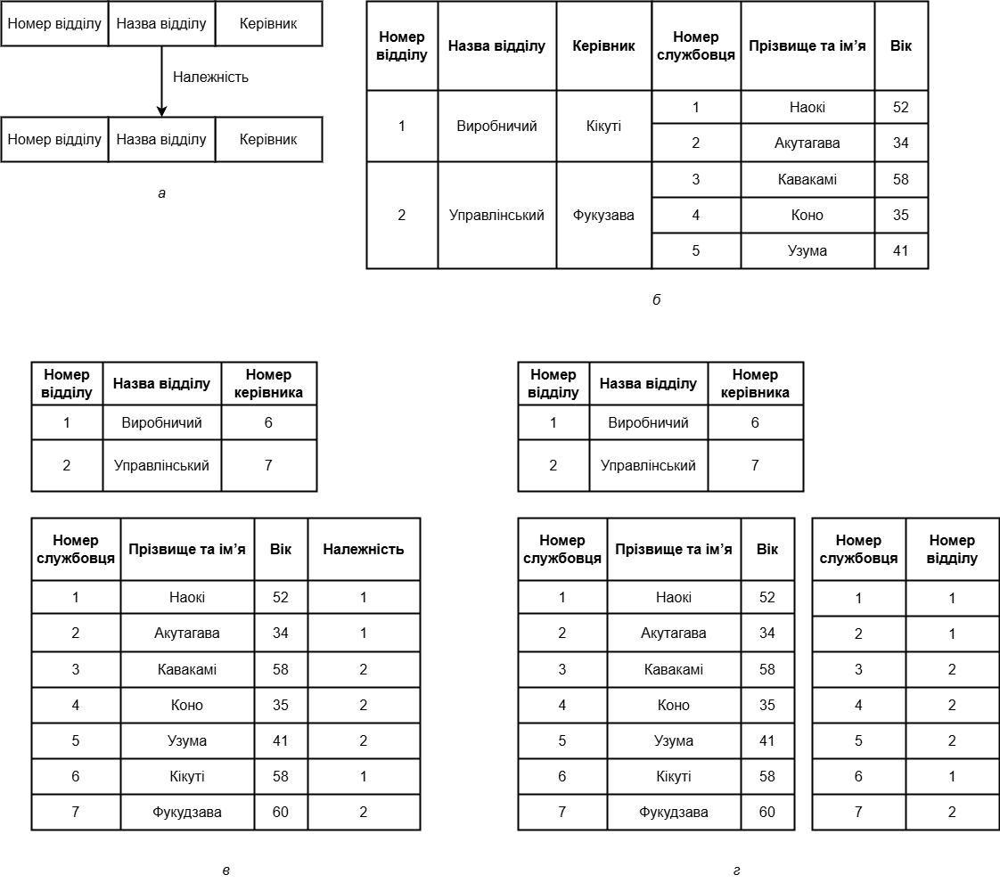 Номер відділу Назва відділу Керівник
Належність
Номер відділу Назва відділу Керівник
а
Номер відділу Назва відділу Керівник Номер службовця Прізвище та ім’я Вік
1 Виробничий Кікуті 1 Наокі 52
2 Акутагава 34
2 Управлінський Фукузава 3 Кавакамі 58
4 Коно 35
5 Узума 41
б
Номер відділу Назва відділу Номер керівника
1 Виробничий 6
2 Управлінський 7
Номер службовця Прізвище та ім’я Вік Належність
1 Наокі 52 1
2 Акутагава 34 1
3 Кавакамі 58 2
4 Коно 35 2
5 Узума 41 2
6 Кікуті 58 1
7 Фукудзава 60 2
в
Номер відділу Назва відділу Номер керівника
1 Виробничий 6
2 Управлінський 7
Номер службовця Прізвище та ім’я Вік
1 Наокі 52
2 Акутагава 34
3 Кавакамі 58
4 Коно 35
5 Узума 41
6 Кікуті 58
7 Фукудзава 60
Номер службовця Номер відділу
1 1
2 1
3 2
4 2
5 2
6 1
7 2
г